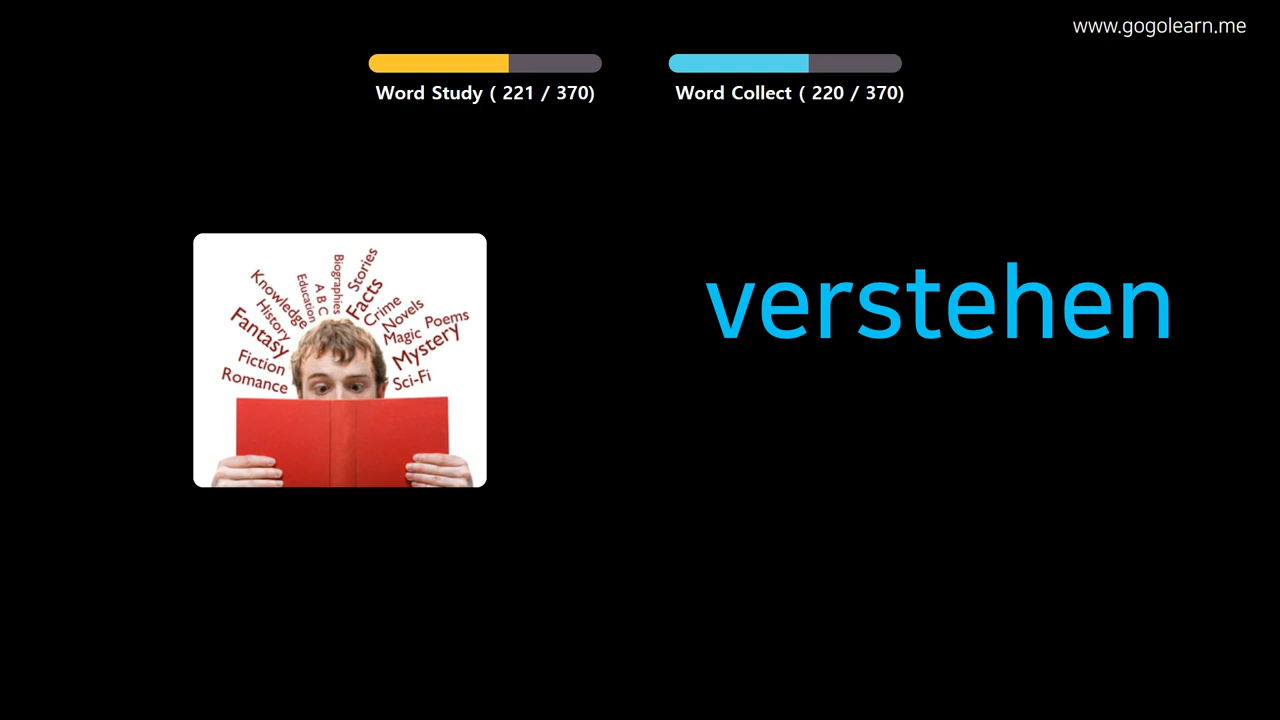 www.gogolearn.me
Word Study ( 221 / 370)
Word Collect ( 220 / 370)
verstehen
Knowledge
History
Fantasy
Fiction
Romance
Education
A B C
Biographies
Stories
Facts
Crime
Novels
Magic
Poems
Mystery
Sci-Fi